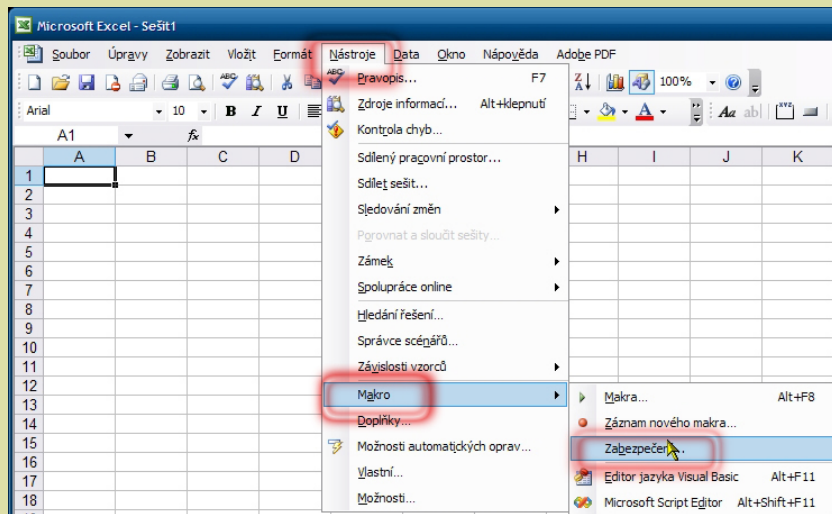 Microsoft Excel - Sešit1
Soubor Úpravy Zobrazit Vložit Formát Nástroje Data Okno Nápověda Adobe PDF
100%
Arial 10 B I U A Aa ab
A1 fx
A B C D H I J K
1
2
3
4
5
6
7
8
9
10
11
12
13
14
15
16
17
18
Pravopis... F7
Zdroje informací... Alt+klepnutí
Kontrola chyb...
Sdílený pracovní prostor...
Sdílet sešit...
Sledování změn
Porovnat a sloučit sešity...
Zámek
Spolupráce online
Hledání řešení...
Správce scénářů...
Závislosti vzorců
Makro
Doplňky...
Možnosti automatických oprav...
Vlastní...
Možnosti...
Makra... Alt+F8
Záznam nového makra...
Zabezpečení...
Editor jazyka Visual Basic Alt+F11
Microsoft Script Editor Alt+Shift+F11